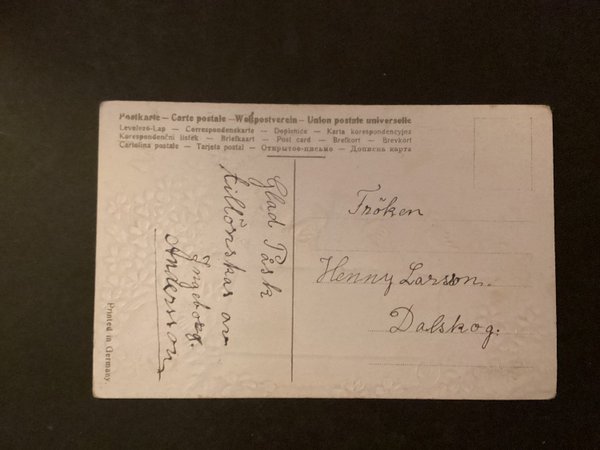 Postkarte — Carte postale — Weltpostverein — Union postale universelle
Levelező-Lap — Correspondenskarte — Dopisnice — Karta korespondencyjna
Korespondenční lístek — Briefkaart — Post card — Brefkort — Brevkort
Cartolina postale — Tarjeta postal — Открытое письмо — Дописна карта
Glad Påsk
tillönskas av
Ingeborg.
Andersson
Fröken
Henny Larsson.
Dalskog.
Printed in Germany.